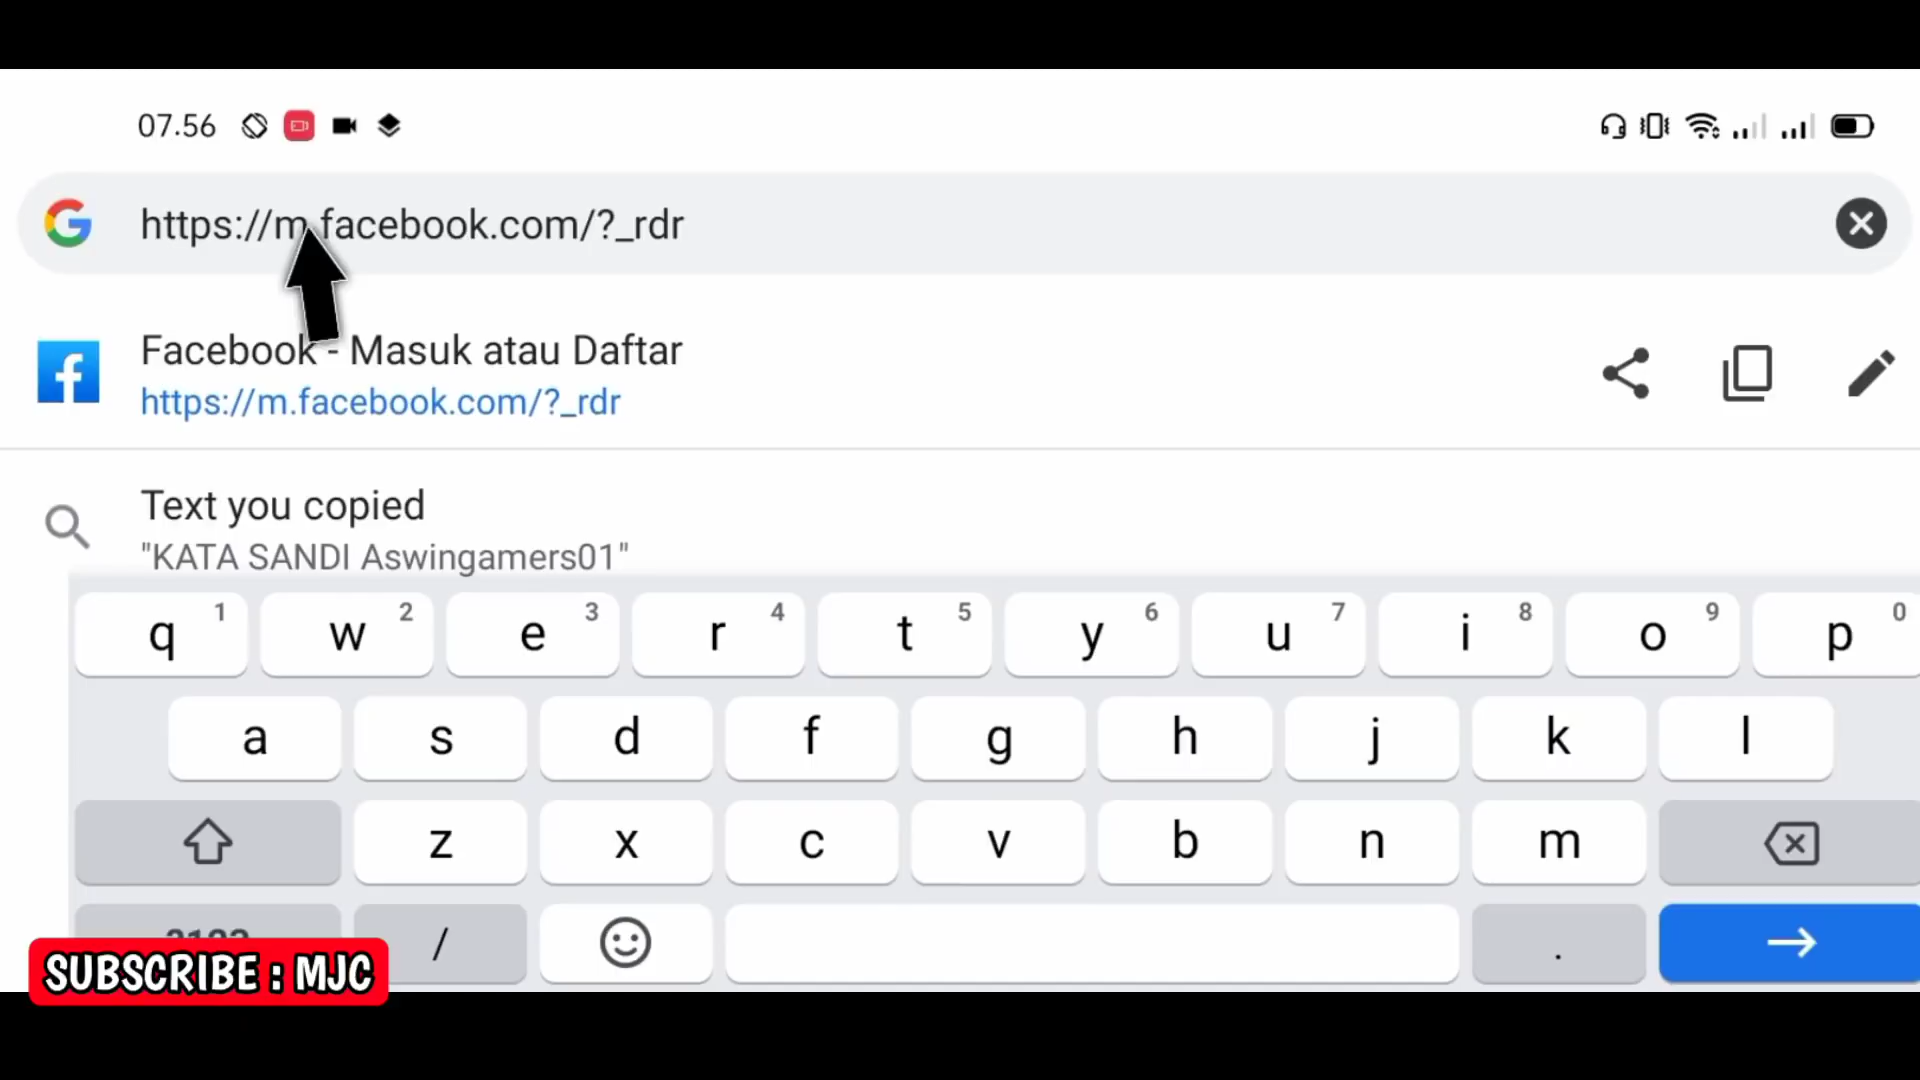 07.56
https://m.facebook.com/?_rdr
Facebook - Masuk atau Daftar
https://m.facebook.com/?_rdr
Text you copied
"KATA SANDI Aswingamers01"
q 1 w 2 e 3 r 4 t 5 y 6 u 7 i 8 o 9 p 0
a s d f g h j k l
z x c v b n m
/ .
SUBSCRIBE : MJC